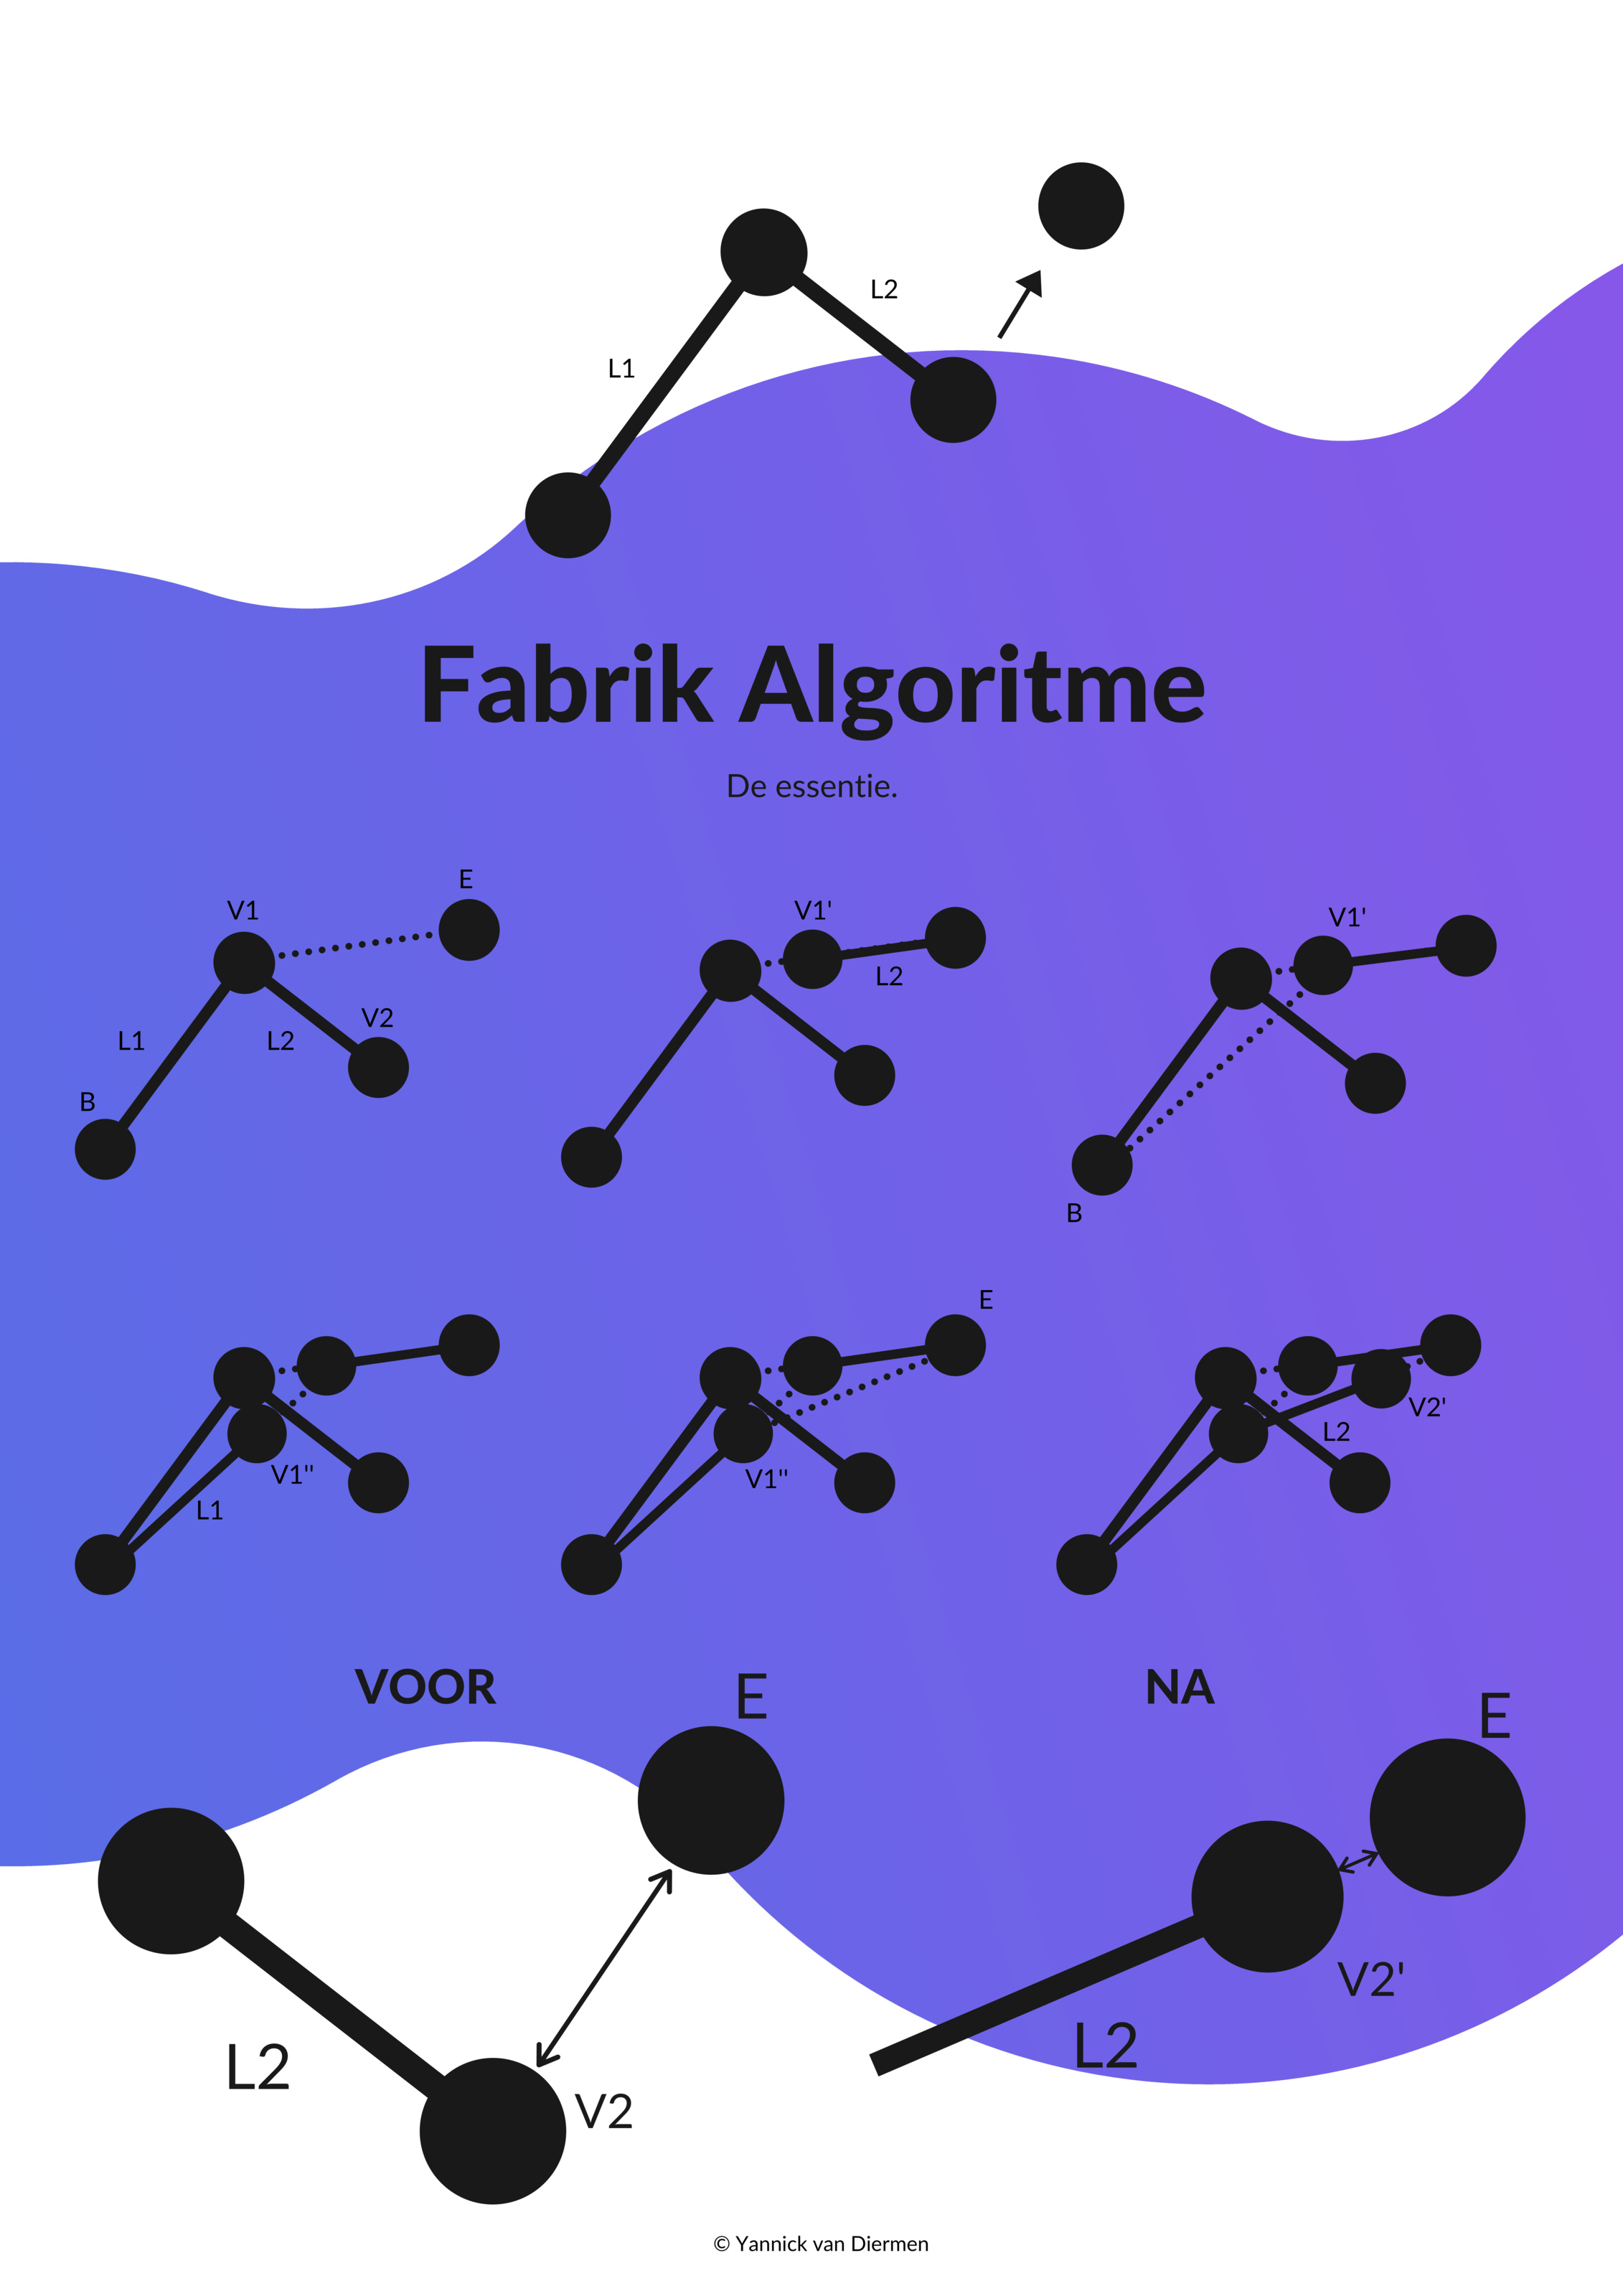 L2
L1
Fabrik Algoritme
De essentie.
E
V1
V2
L1
L2
B
V1'
L2
V1'
B
V1''
L1
E
V1''
V2'
L2
VOOR
E
L2
V2
NA
E
V2'
L2
© Yannick van Diermen